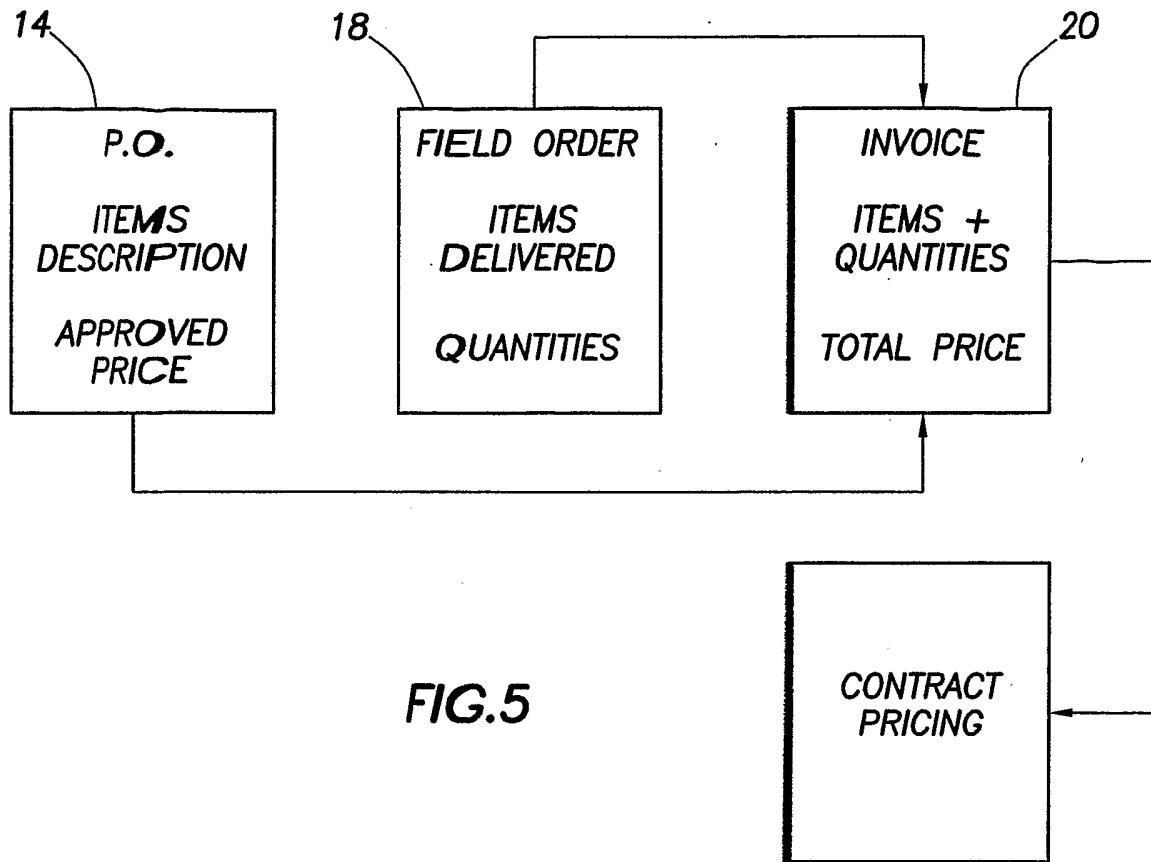 14
18
20
P.O.
ITEMS
DESCRIPTION
APPROVED
PRICE
FIELD ORDER
ITEMS
DELIVERED
QUANTITIES
INVOICE
ITEMS +
QUANTITIES
TOTAL PRICE
FIG.5
CONTRACT
PRICING